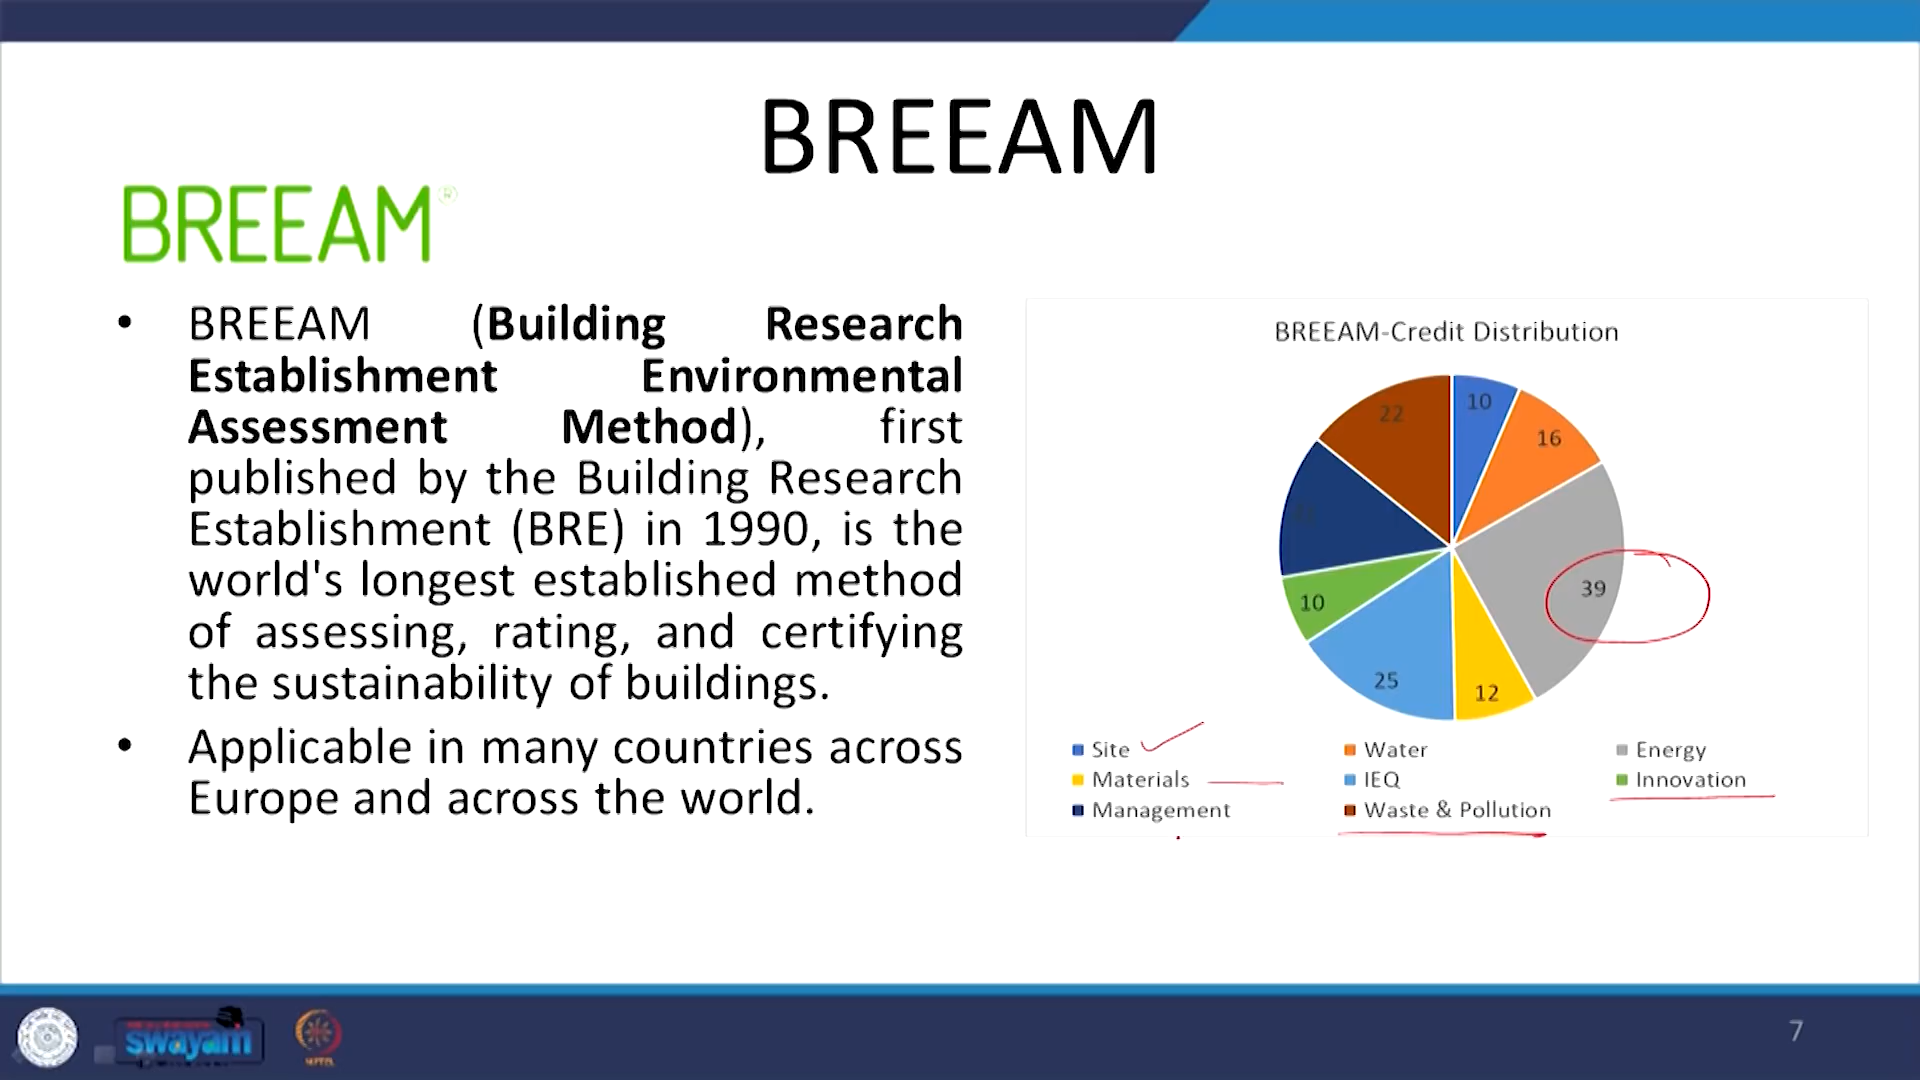 BREEAM
BREEAM
• BREEAM (Building Research
Establishment Environmental
Assessment Method), first
published by the Building Research
Establishment (BRE) in 1990, is the
world's longest established method
of assessing, rating, and certifying
the sustainability of buildings.
• Applicable in many countries across
Europe and across the world.
BREEAM-Credit Distribution
22
10
16
39
10
25
12
Site
Water
Energy
Materials
IEQ
Innovation
Management
Waste & Pollution
swayam
7